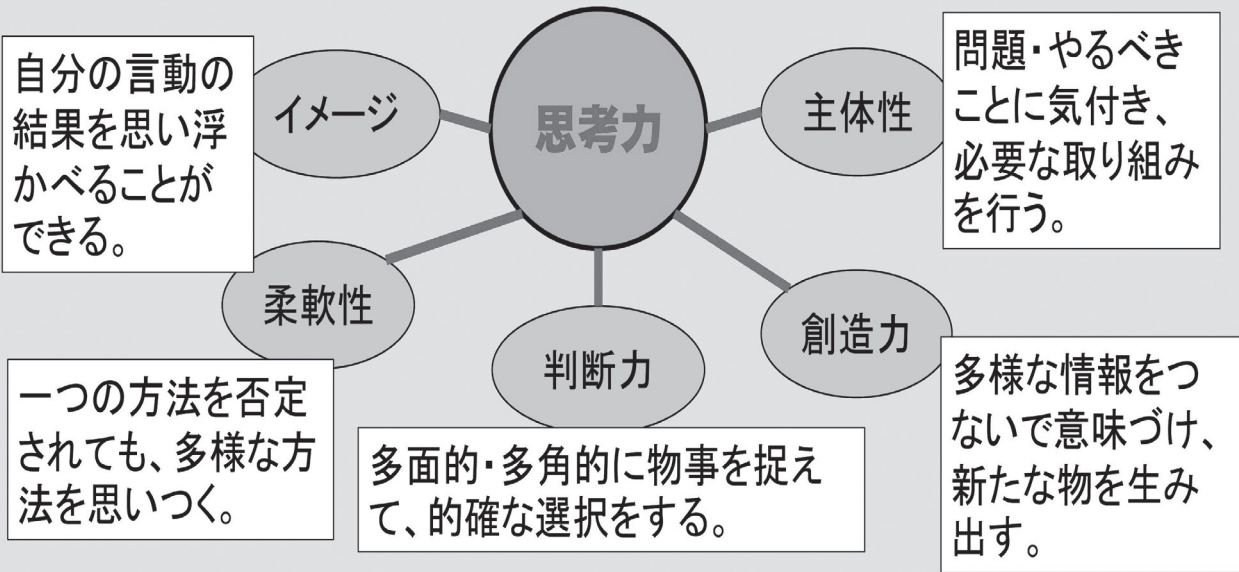 思考力
イメージ
自分の言動の
結果を思い浮
かべることが
できる。
主体性
問題・やるべき
ことに気付き、
必要な取り組み
を行う。
柔軟性
一つの方法を否定
されても、多様な方
法を思いつく。
判断力
多面的・多角的に物事を捉え
て、的確な選択をする。
創造力
多様な情報をつ
ないで意味づけ、
新たな物を生み
出す。